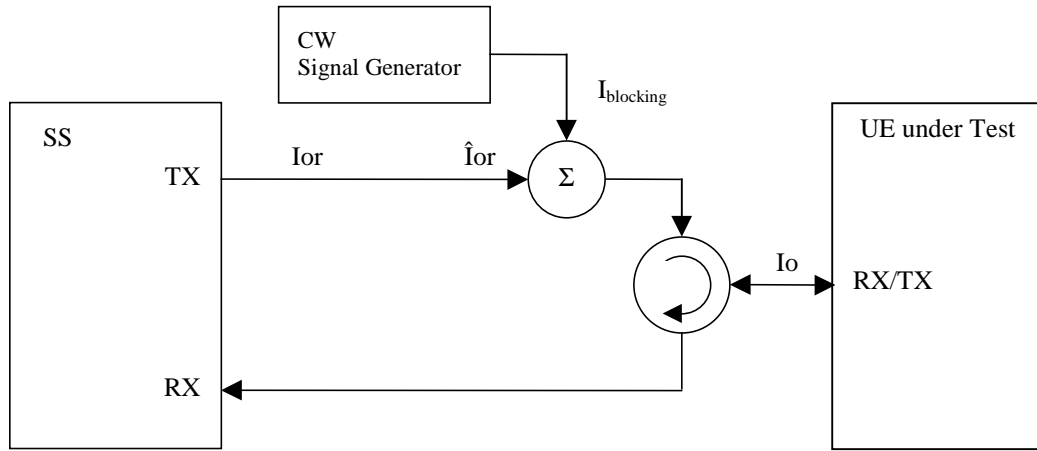 CW
Signal Generator
I_blocking
SS
UE under Test
TX
Ior
Îor
Σ
Io
RX/TX
RX